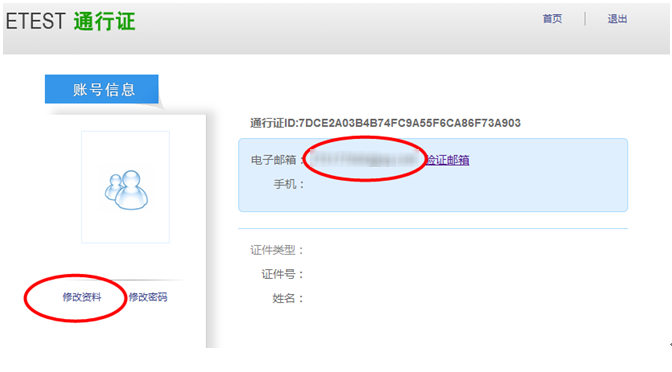 ETEST 通行证
首页
退出
账号信息
通行证ID:7DCE2A03B4B74FC9A55F6CA86F73A903
电子邮箱：
验证邮箱
手机：
证件类型：
证件号：
姓名：
修改资料
修改密码